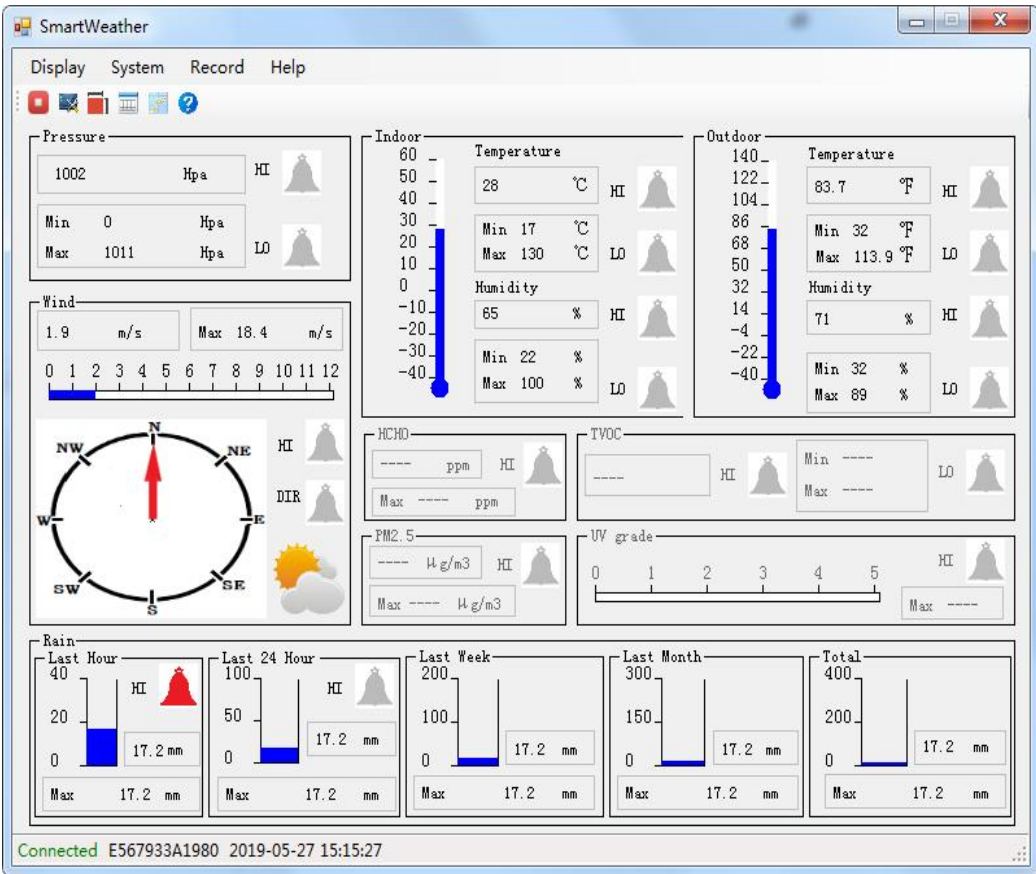 SmartWeather
Display System Record Help
Pressure
1002 Hpa HI
Min 0 Hpa
Max 1011 Hpa LO
Indoor
60
50
40
30
20
10
0
-10
-20
-30
-40
Temperature
28 ℃ HI
Min 17 ℃
Max 130 ℃ LO
Humidity
65 % HI
Min 22 %
Max 100 % LO
Outdoor
140
122
104
86
68
50
32
14
-4
-22
-40
Temperature
83.7 ℉ HI
Min 32 ℉
Max 113.9 ℉ LO
Humidity
71 % HI
Min 32 %
Max 89 % LO
Wind
1.9 m/s Max 18.4 m/s
0 1 2 3 4 5 6 7 8 9 10 11 12
N
NW NE
W E
SW SE
S
HI
DIR
HCHO
---- ppm HI
Max ---- ppm
TVOC
---- HI
Min ----
Max ---- LO
PM2.5
---- μg/m3 HI
Max ---- μg/m3
UV grade
0 1 2 3 4 5
HI
Max ----
Rain
Last Hour
40
20
0
HI
17.2 mm
Max 17.2 mm
Last 24 Hour
100
50
0
HI
17.2 mm
Max 17.2 mm
Last Week
200
100
0
17.2 mm
Max 17.2 mm
Last Month
300
150
0
17.2 mm
Max 17.2 mm
Total
400
200
0
17.2 mm
Max 17.2 mm
Connected E567933A1980 2019-05-27 15:15:27